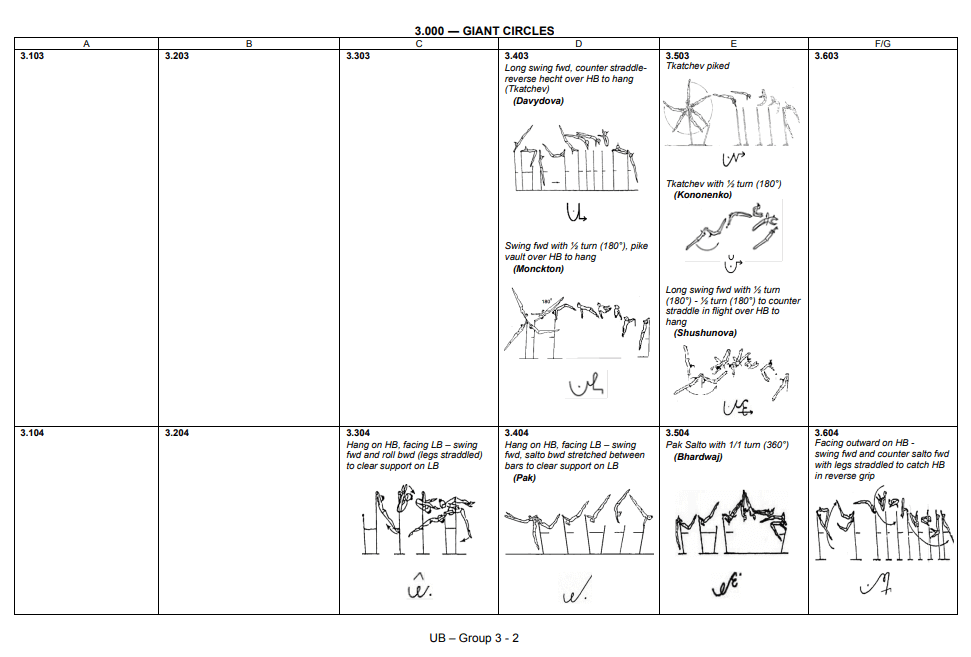 3.000 — GIANT CIRCLES
A
B
C
D
E
F/G
3.103
3.203
3.303
3.403
Long swing fwd, counter straddle-
reverse hecht over HB to hang
(Tkatchev)
(Davydova)
Swing fwd with ½ turn (180°), pike
vault over HB to hang
(Monckton)
180°
3.503
Tkatchev piked
Tkatchev with ½ turn (180°)
(Kononenko)
Long swing fwd with ½ turn
(180°) - ½ turn (180°) to counter
straddle in flight over HB to
hang
(Shushunova)
3.603
3.104
3.204
3.304
Hang on HB, facing LB – swing
fwd and roll bwd (legs straddled)
to clear support on LB
3.404
Hang on HB, facing LB – swing
fwd, salto bwd stretched between
bars to clear support on LB
(Pak)
3.504
Pak Salto with 1/1 turn (360°)
(Bhardwaj)
3.604
Facing outward on HB -
swing fwd and counter salto fwd
with legs straddled to catch HB
in reverse grip
UB – Group 3 - 2